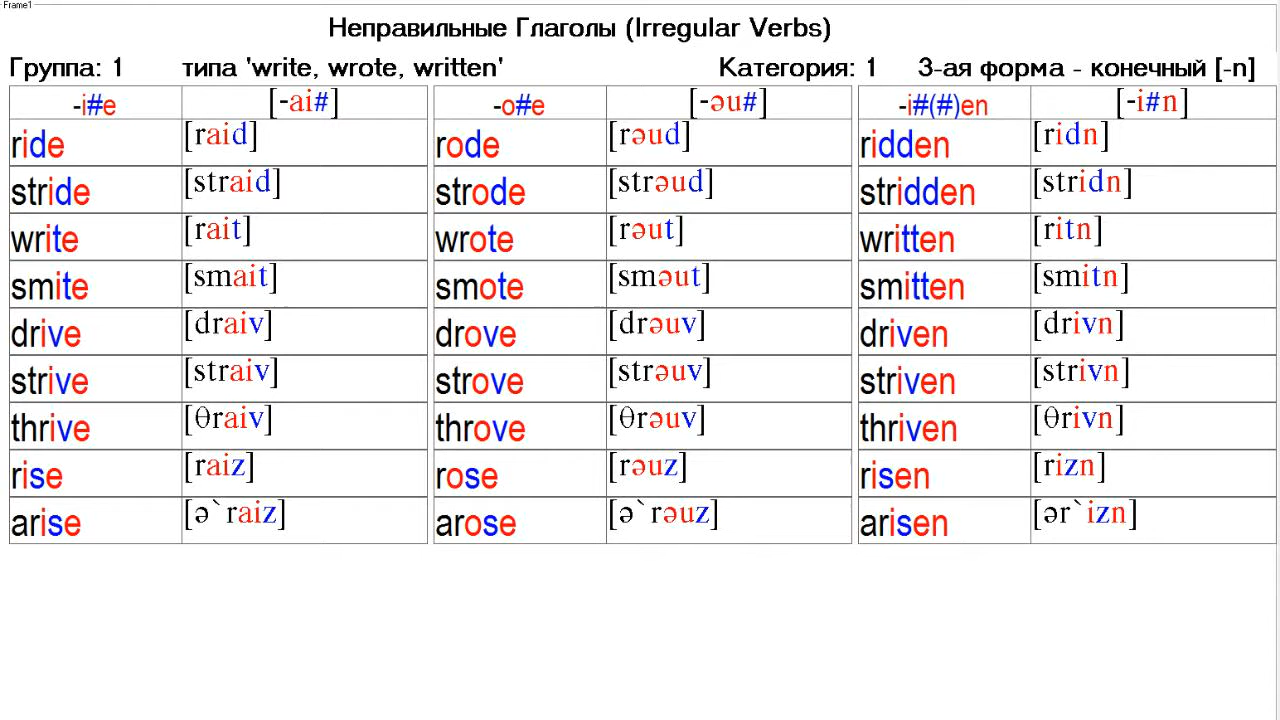 Frame1
Неправильные Глаголы (Irregular Verbs)
Группа: 1 типа 'write, wrote, written' Категория: 1 3-ая форма - конечный [-n]
-i#e [-ai#] -o#e [-əu#] -i#(#)en [-i#n]
ride [raid] rode [rəud] ridden [ridn]
stride [straid] strode [strəud] stridden [stridn]
write [rait] wrote [rəut] written [ritn]
smite [smait] smote [sməut] smitten [smitn]
drive [draiv] drove [drəuv] driven [drivn]
strive [straiv] strove [strəuv] striven [strivn]
thrive [θraiv] throve [θrəuv] thriven [θrivn]
rise [raiz] rose [rəuz] risen [rizn]
arise [ə`raiz] arose [ə`rəuz] arisen [ər`izn]